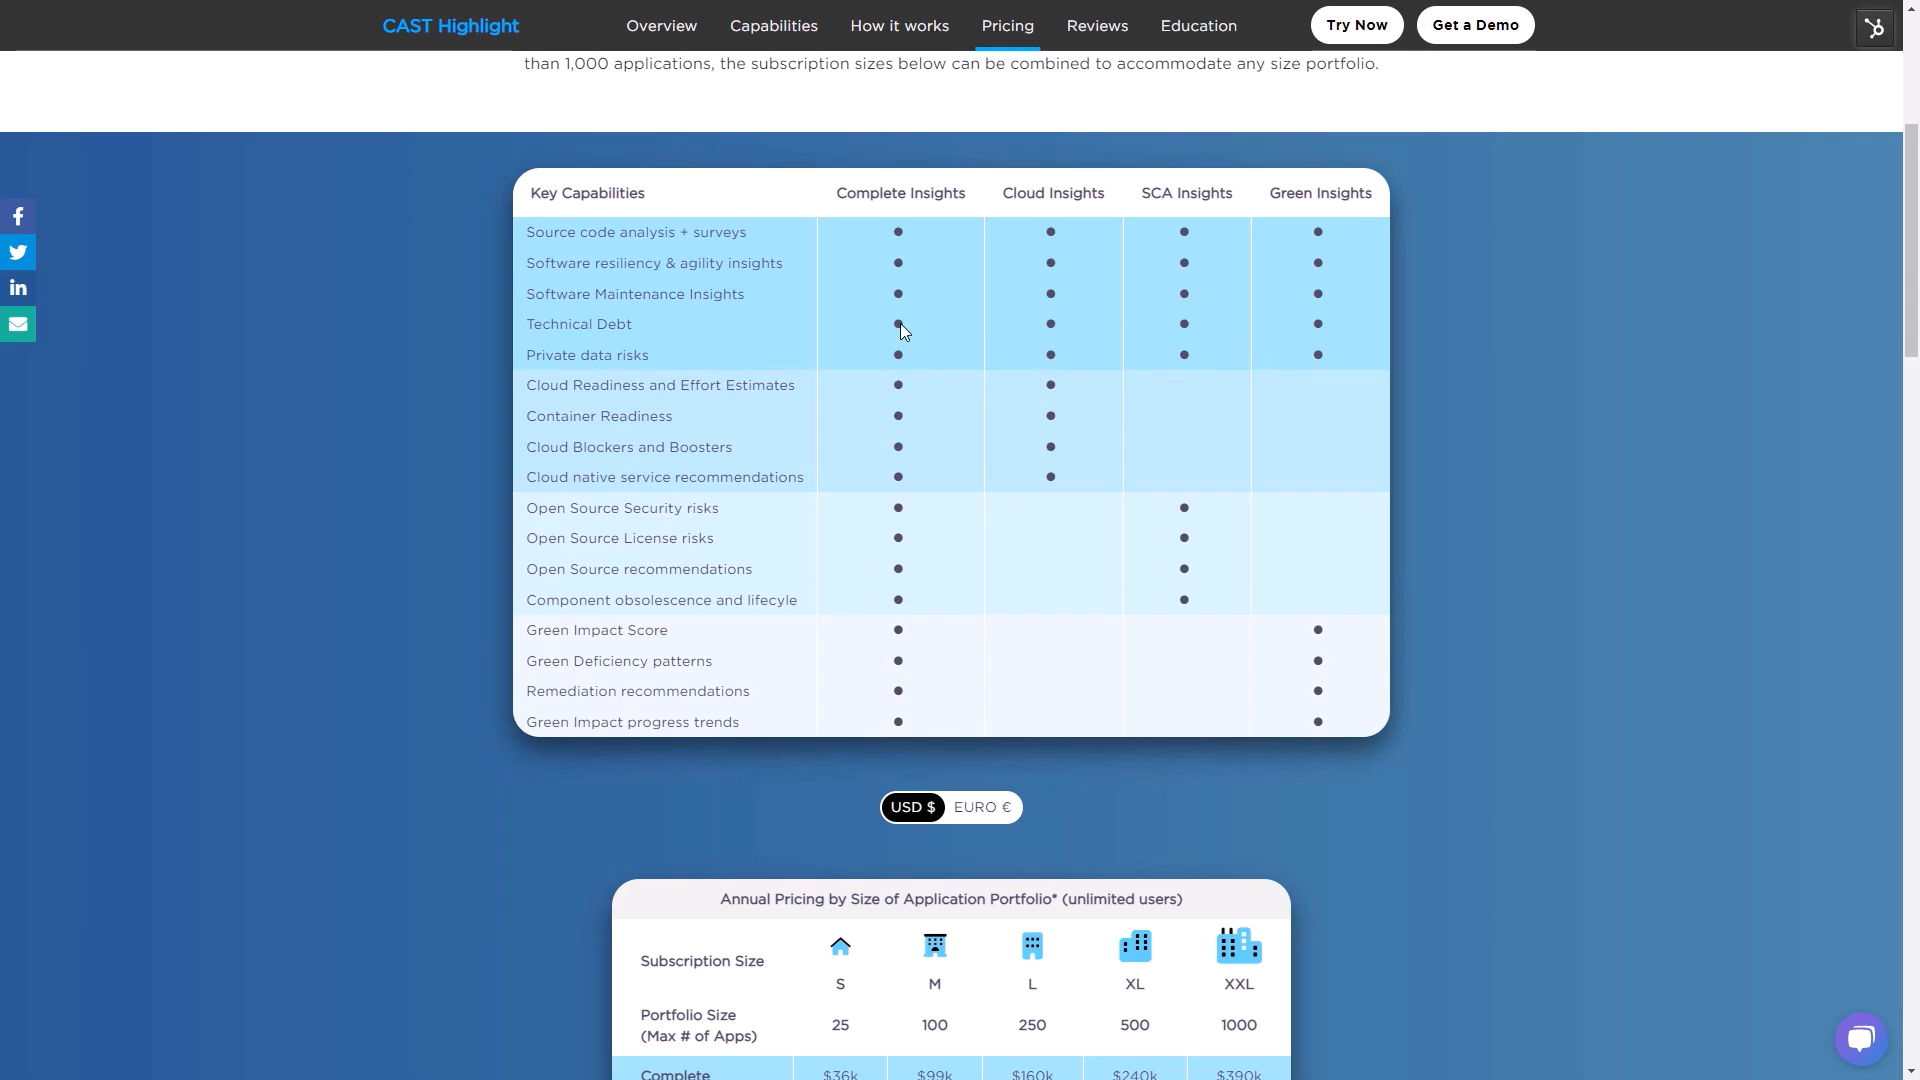 CAST Highlight
Overview
Capabilities
How it works
Pricing
Reviews
Education
Try Now
Get a Demo
than 1,000 applications, the subscription sizes below can be combined to accommodate any size portfolio.
Key Capabilities Complete Insights Cloud Insights SCA Insights Green Insights
Source code analysis + surveys
Software resiliency & agility insights
Software Maintenance Insights
Technical Debt
Private data risks
Cloud Readiness and Effort Estimates
Container Readiness
Cloud Blockers and Boosters
Cloud native service recommendations
Open Source Security risks
Open Source License risks
Open Source recommendations
Component obsolescence and lifecyle
Green Impact Score
Green Deficiency patterns
Remediation recommendations
Green Impact progress trends
USD $ EURO €
Annual Pricing by Size of Application Portfolio* (unlimited users)
Subscription Size
S M L XL XXL
Portfolio Size
(Max # of Apps)
25 100 250 500 1000
Complete $36k $99k $160k $240k $390k